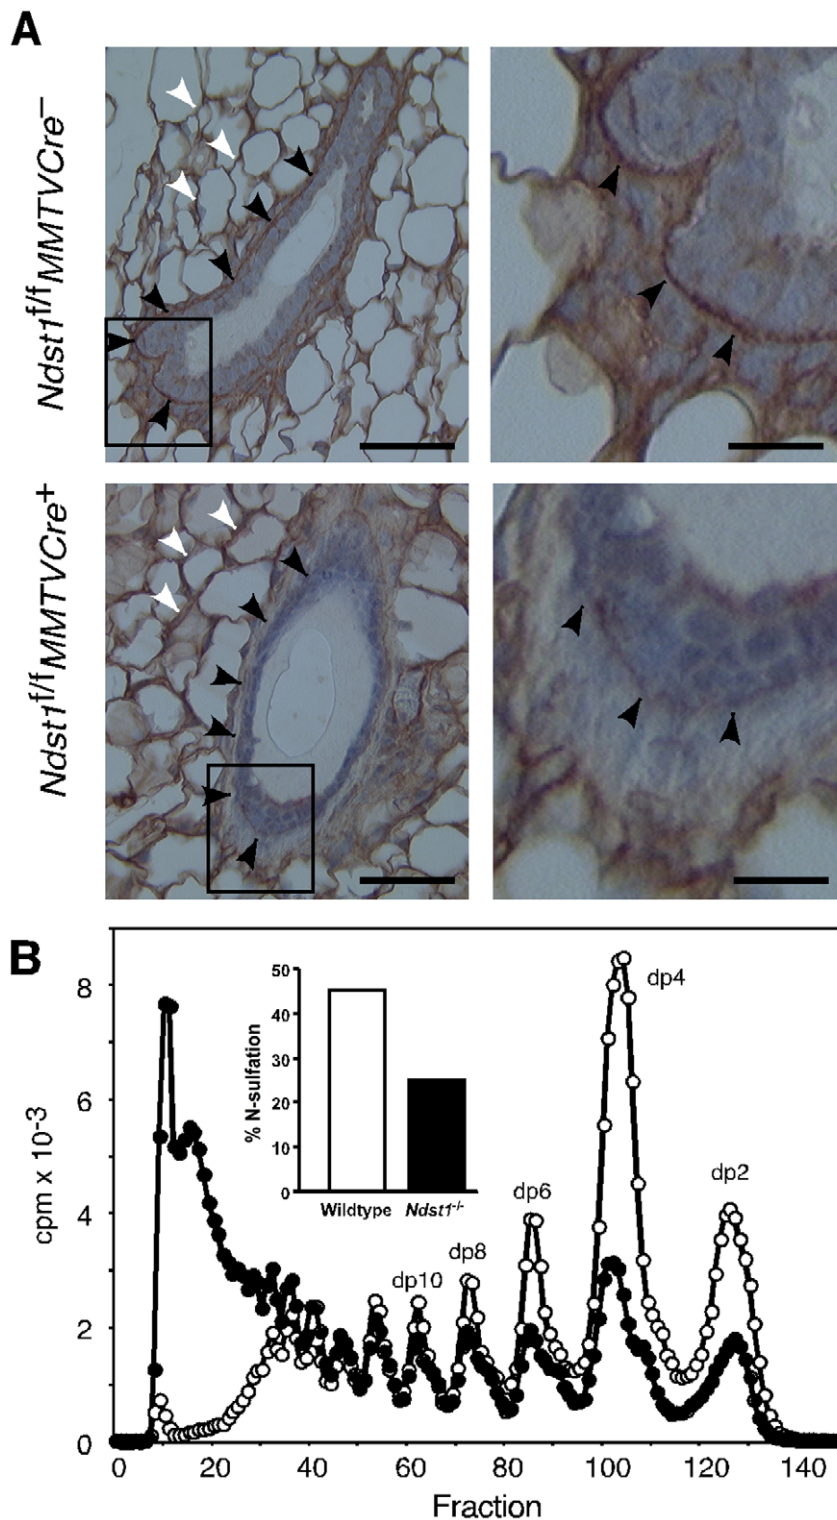 A
Ndst1f/fMMTVCre–
Ndst1f/fMMTVCre+
B
cpm x 10-3
8
6
4
2
0
% N-sulfation
50
40
30
20
10
0
Wildtype Ndst1-/-
dp10
dp8
dp6
dp4
dp2
0 20 40 60 80 100 120 140
Fraction